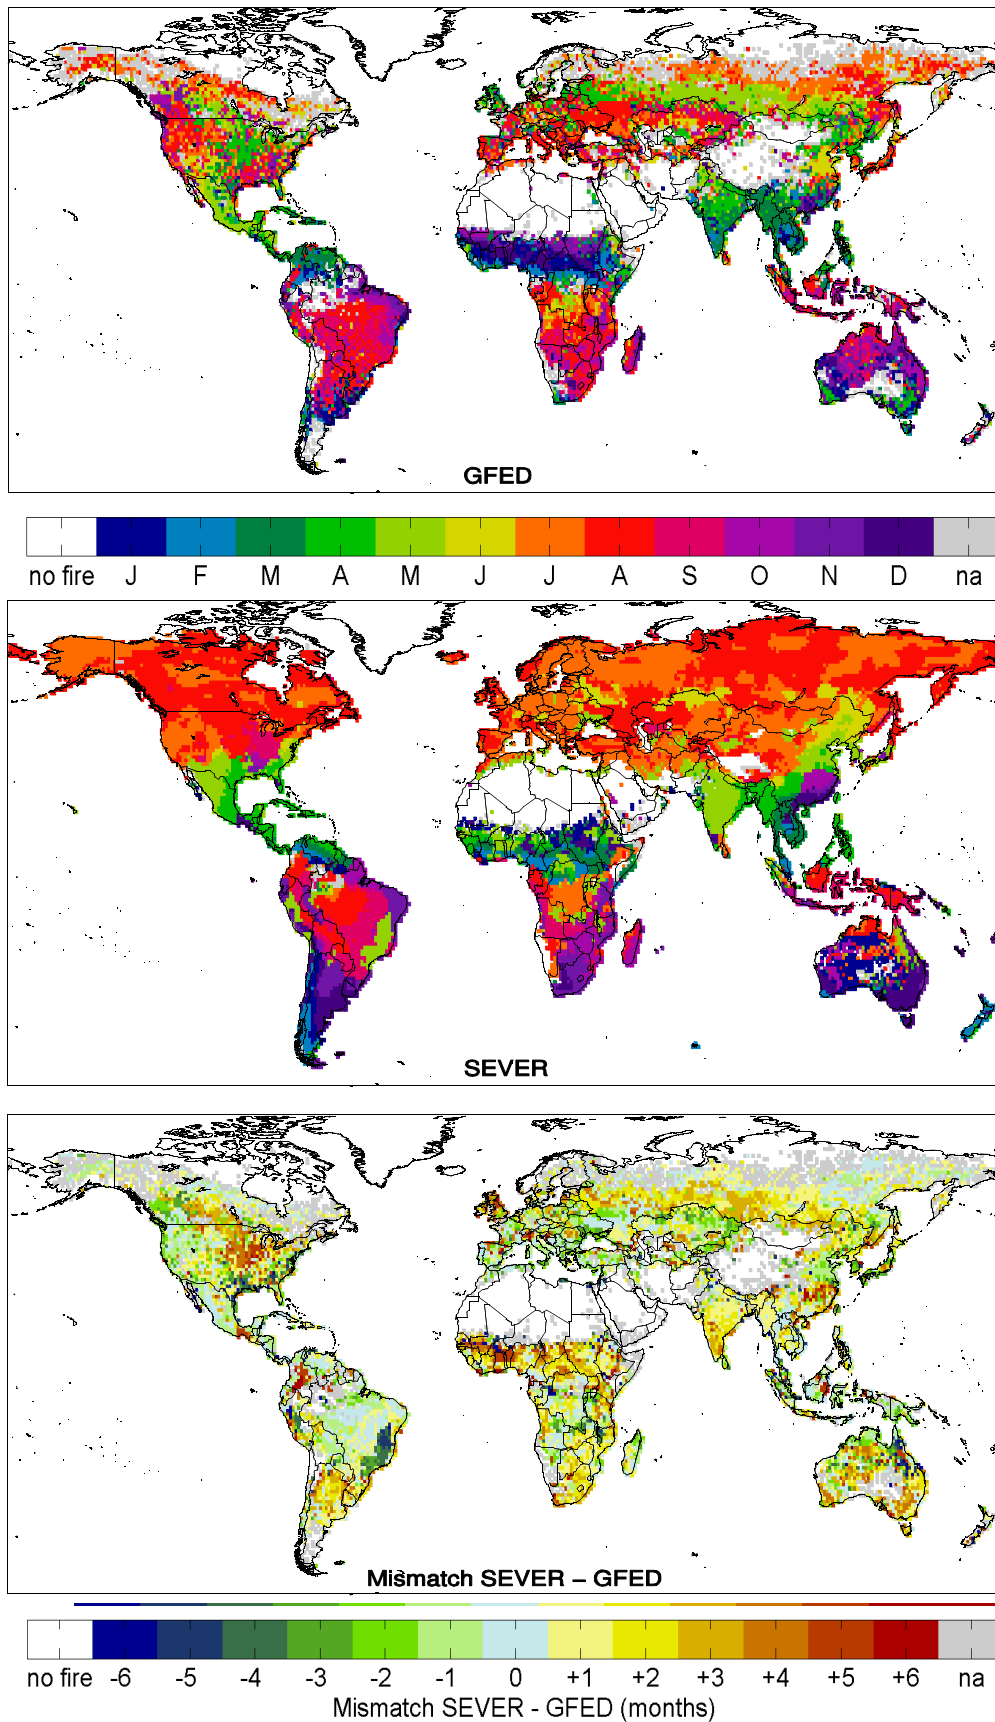 GFED
no fire J F M A M J J A S O N D na
SEVER
Mismatch SEVER – GFED
no fire -6 -5 -4 -3 -2 -1 0 +1 +2 +3 +4 +5 +6 na
Mismatch SEVER - GFED (months)